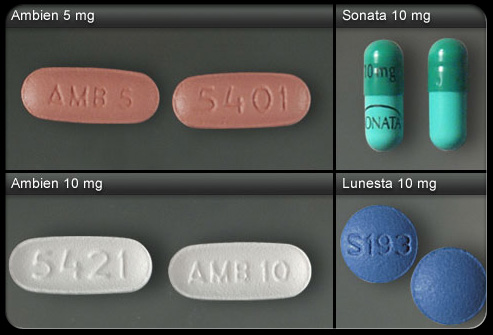 Ambien 5 mg
AMB 5
5401
Sonata 10 mg
10 mg
SONATA
Ambien 10 mg
5421
AMB 10
Lunesta 10 mg
S193